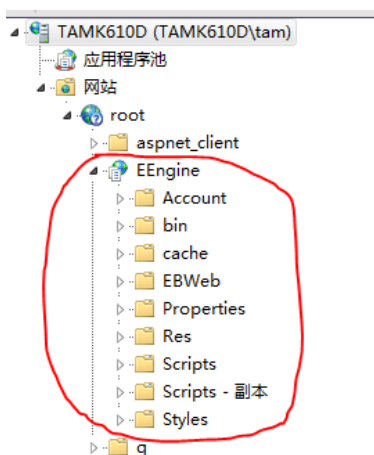 TAMK610D (TAMK610D\tam)
应用程序池
网站
root
aspnet_client
EEngine
Account
bin
cache
EBWeb
Properties
Res
Scripts
Scripts - 副本
Styles